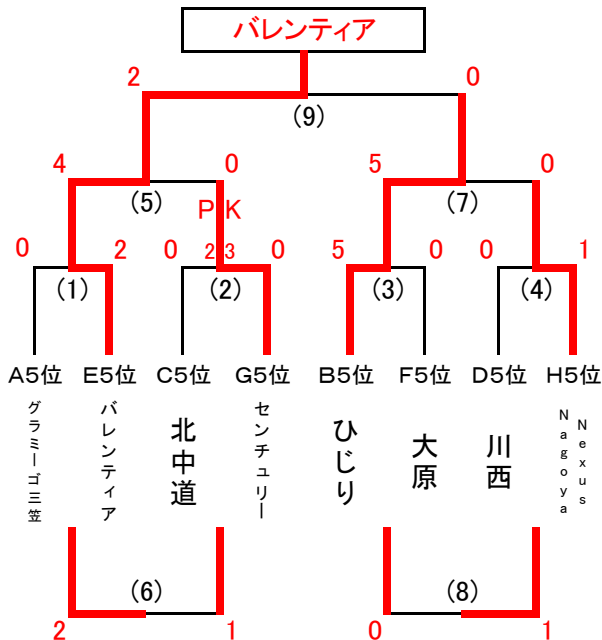 バレンティア
2 0
(9)
4 0 5 0
(5) (7)
PK
0 2 0 2 3 0 5 0 0 1
(1) (2) (3) (4)
A5位 E5位 C5位 G5位 B5位 F5位 D5位 H5位
グラミーゴ三笠
バレンティア
北中道
センチュリー
ひじり
大原
川西
Nexus
Nagoya
(6) (8)
2 1 0 1